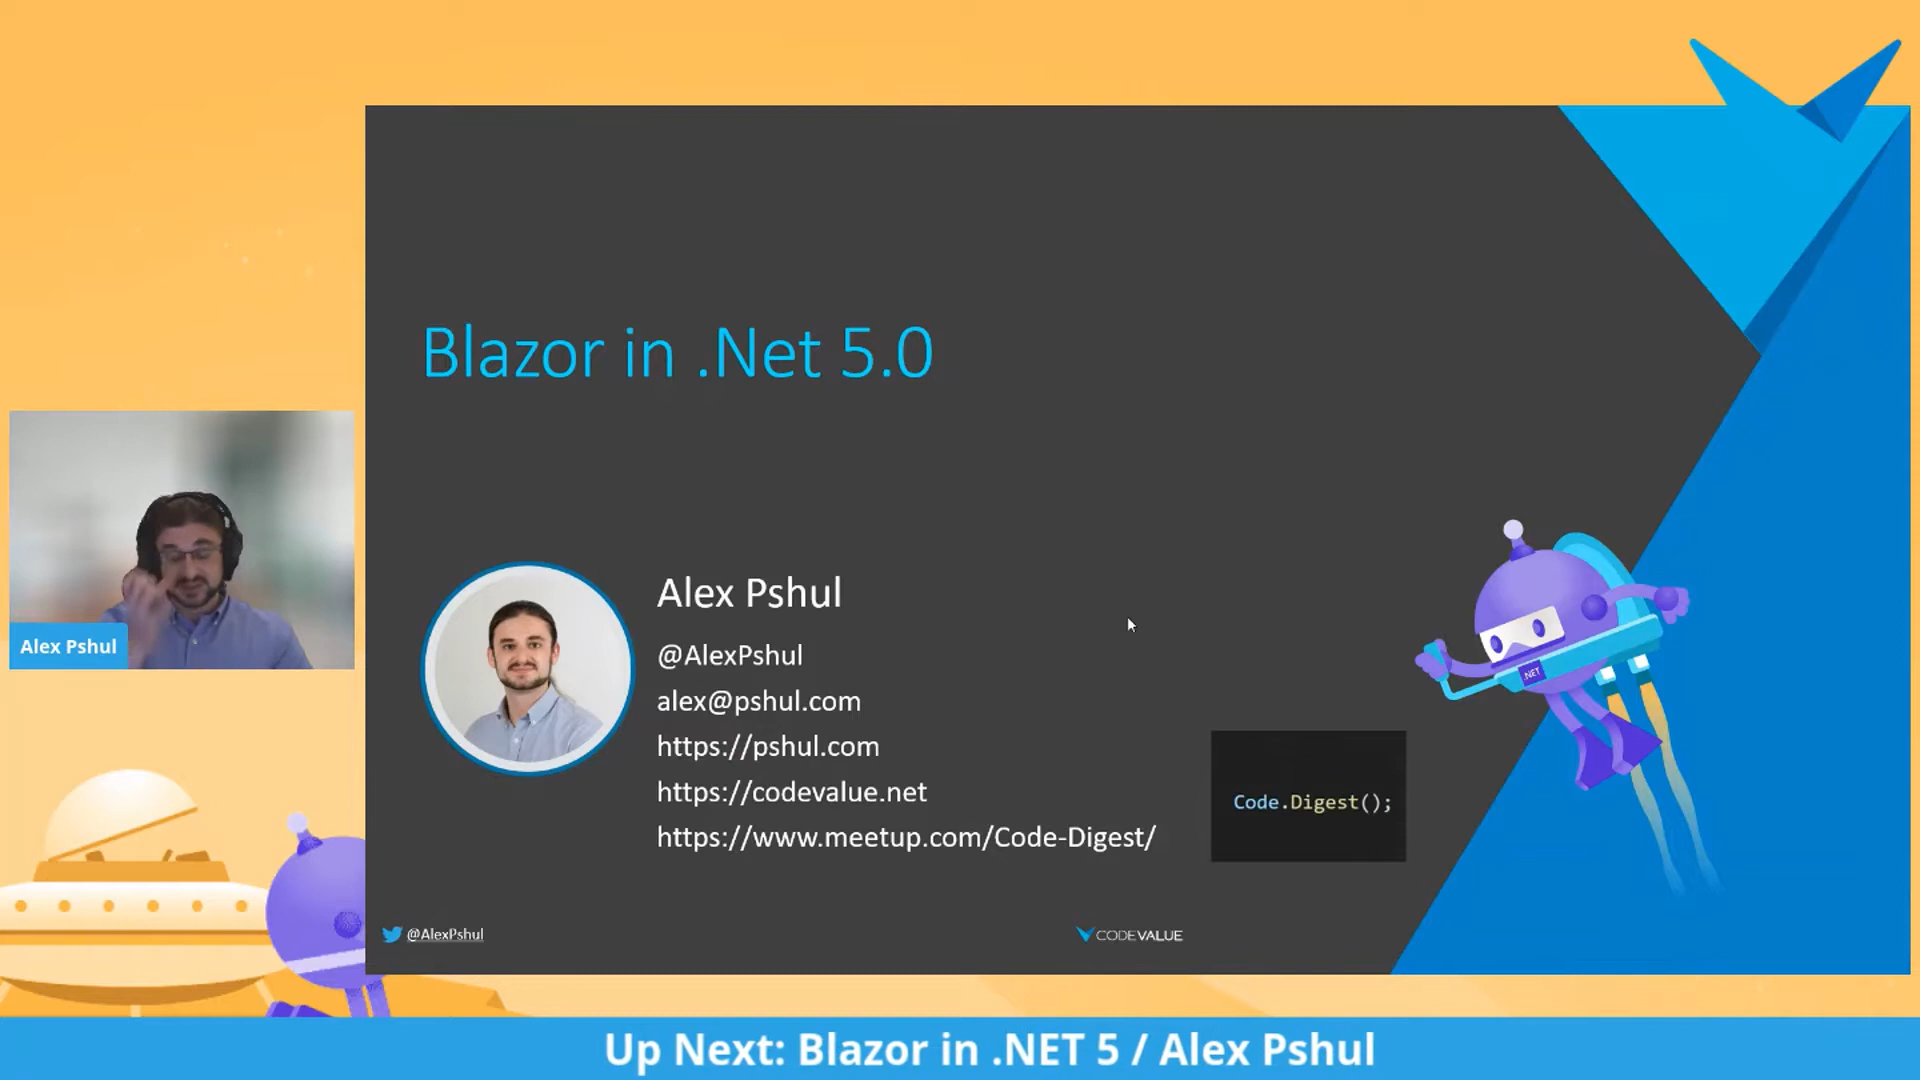 Blazor in .Net 5.0
Alex Pshul
Alex Pshul
@AlexPshul
alex@pshul.com
https://pshul.com
https://codevalue.net
https://www.meetup.com/Code-Digest/
Code.Digest();
.NET
@AlexPshul
CODEVALUE
Up Next: Blazor in .NET 5 / Alex Pshul